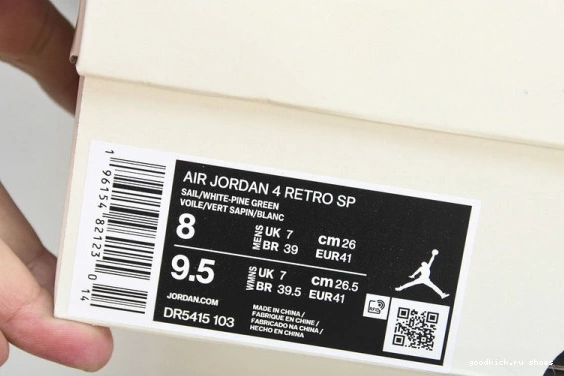 AIR JORDAN 4 RETRO SP
SAIL/WHITE-PINE GREEN
VOILE/VERT SAPIN/BLANC
8 MENS UK 7 cm 26
BR 39 EUR41
9.5 WMNS UK 7 cm 26.5
BR 39.5 EUR41
JORDAN.COM
DR5415 103
MADE IN CHINA /
FABRIQUE EN CHINE /
FABRICADO NA CHINA /
HECHO EN CHINA
RFID
1 96154 82123 0 14
goodkick.ru shoes